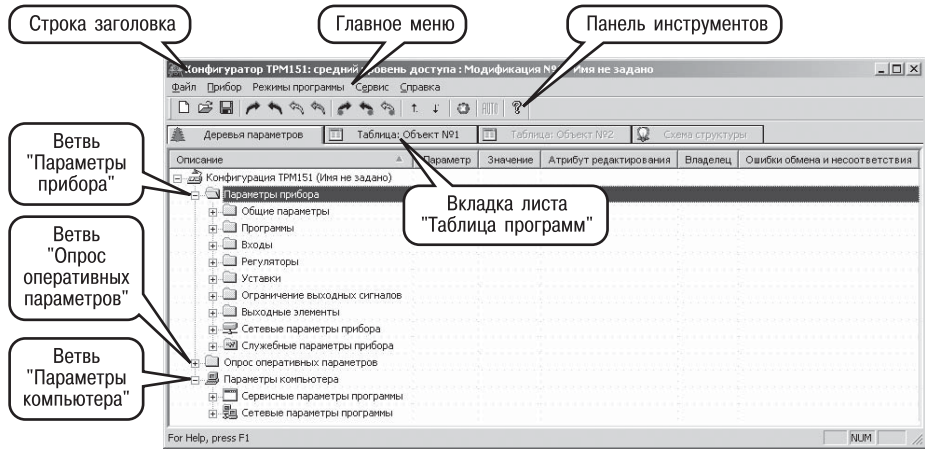 Строка заголовка
Главное меню
Панель инструментов
Конфигуратор ТРМ151: средний уровень доступа : Модификация Имя не задано
Файл Прибор Режимы программы Сервис Справка
AUTO
Деревья параметров Таблица: Объект №1 Таблица: Объект №2 Схема структуры
Описание Параметр Значение Атрибут редактирования Владелец Ошибки обмена и несоответствия
Ветвь
"Параметры
прибора"
Конфигурация ТРМ151 (Имя не задано)
Параметры прибора
Общие параметры
Программы
Входы
Регуляторы
Уставки
Ограничение выходных сигналов
Выходные элементы
Сетевые параметры прибора
Служебные параметры прибора
Опрос оперативных параметров
Параметры компьютера
Сервисные параметры программы
Сетевые параметры программы
Вкладка листа
"Таблица программ"
Ветвь
"Опрос
оперативных
параметров"
Ветвь
"Параметры
компьютера"
For Help, press F1
NUM